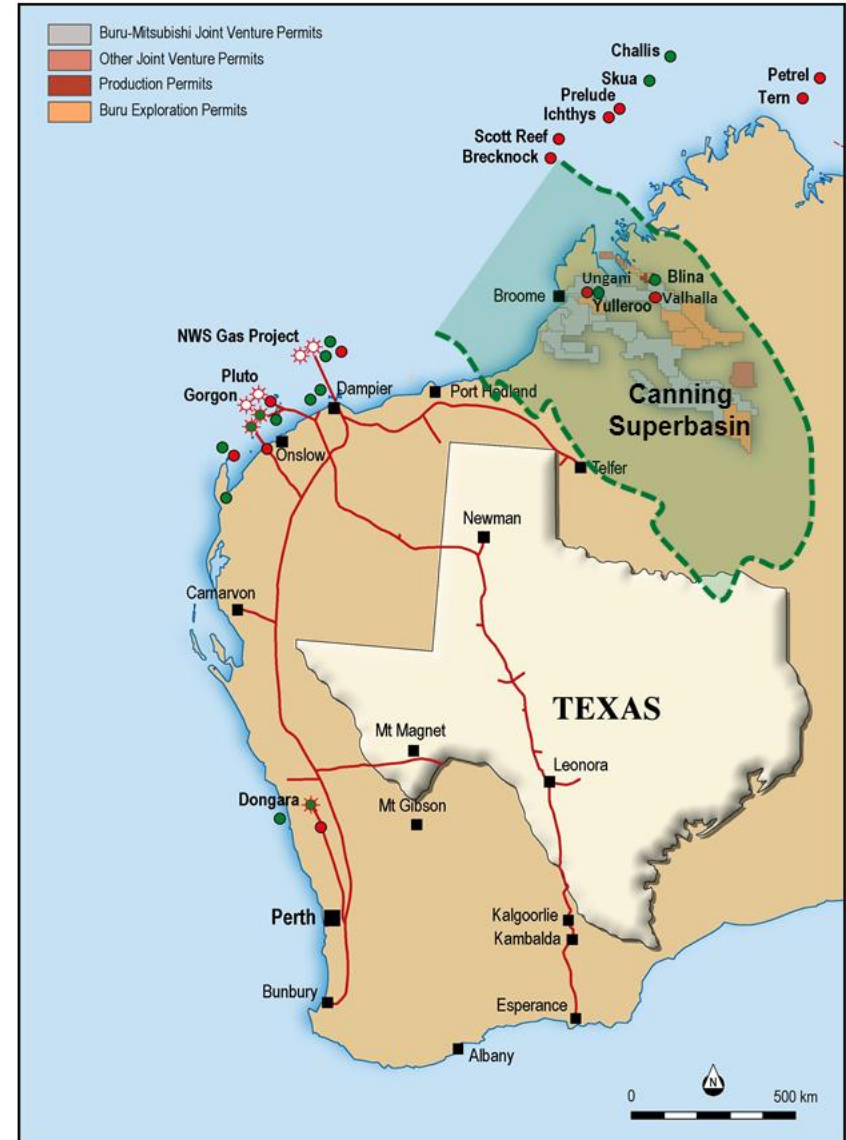 Buru-Mitsubishi Joint Venture Permits
Other Joint Venture Permits
Production Permits
Buru Exploration Permits
Challis
Skua
Petrel
Prelude
Tern
Ichthys
Scott Reef
Brecknock
Ungani
Blina
Broome
Valhalla
Yulleroo
NWS Gas Project
Pluto
Dampier
Port Hedland
Gorgon
Canning
Superbasin
Onslow
Telfer
Newman
Carnarvon
TEXAS
Mt Magnet
Leonora
Dongara
Mt Gibson
Perth
Kalgoorlie
Kambalda
Bunbury
Esperance
Albany
N
0 500 km